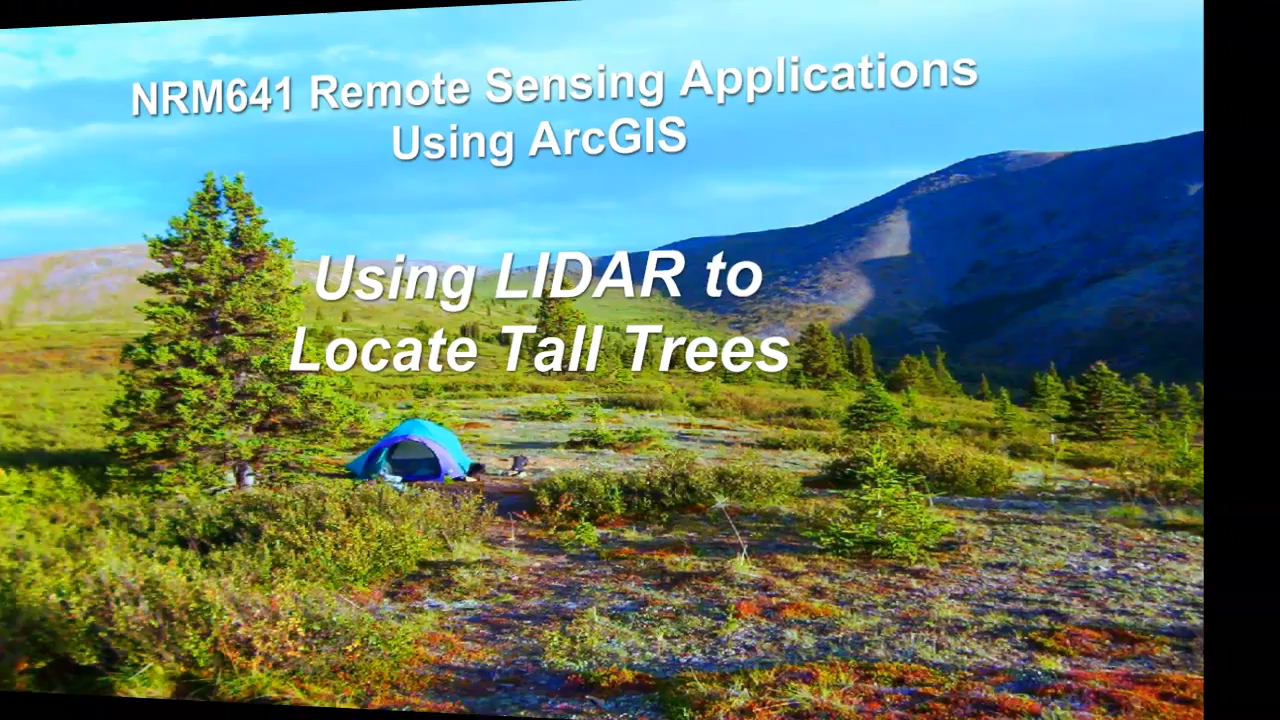 NRM641 Remote Sensing Applications
Using ArcGIS
Using LIDAR to
Locate Tall Trees